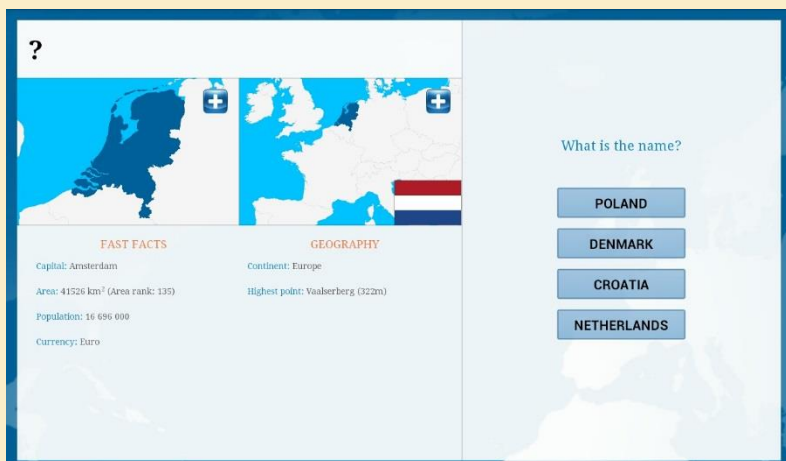 ?
FAST FACTS
Capital: Amsterdam
Area: 41526 km² (Area rank: 135)
Population: 16 696 000
Currency: Euro
GEOGRAPHY
Continent: Europe
Highest point: Vaalserberg (322m)
What is the name?
POLAND
DENMARK
CROATIA
NETHERLANDS